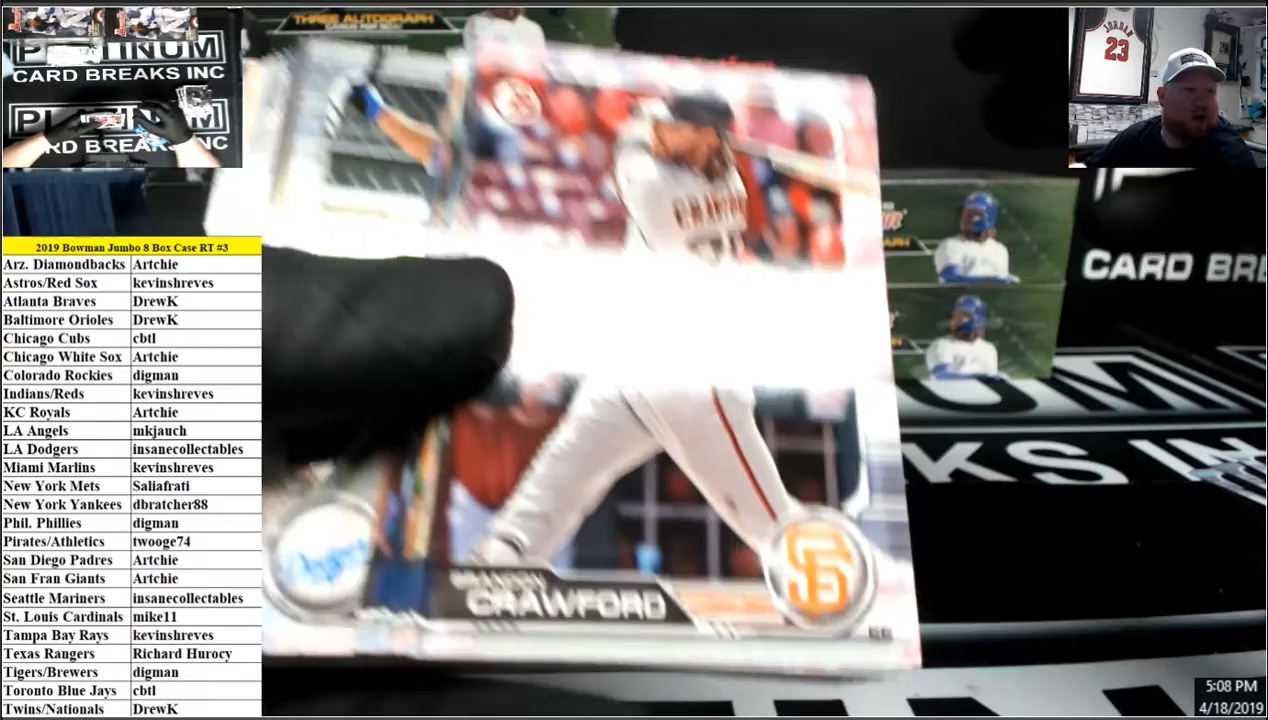 THREE AUTOGRAPH
CARDS PER BOX
PLATINUM
CARD BREAKS INC
JORDAN
23
CRAWFORD
SF
SS
CARD BRE
KS IN
2019 Bowman Jumbo 8 Box Case RT #3
Arz. Diamondbacks Artchie
Astros/Red Sox kevinshreves
Atlanta Braves DrewK
Baltimore Orioles DrewK
Chicago Cubs cbtl
Chicago White Sox Artchie
Colorado Rockies digman
Indians/Reds kevinshreves
KC Royals Artchie
LA Angels mkjauch
LA Dodgers insanecollectables
Miami Marlins kevinshreves
New York Mets Saliafrati
New York Yankees dbratcher88
Phil. Phillies digman
Pirates/Athletics twooge74
San Diego Padres Artchie
San Fran Giants Artchie
Seattle Mariners insanecollectables
St. Louis Cardinals mike11
Tampa Bay Rays kevinshreves
Texas Rangers Richard Hurocy
Tigers/Brewers digman
Toronto Blue Jays cbtl
Twins/Nationals DrewK
5:08 PM
4/18/2019